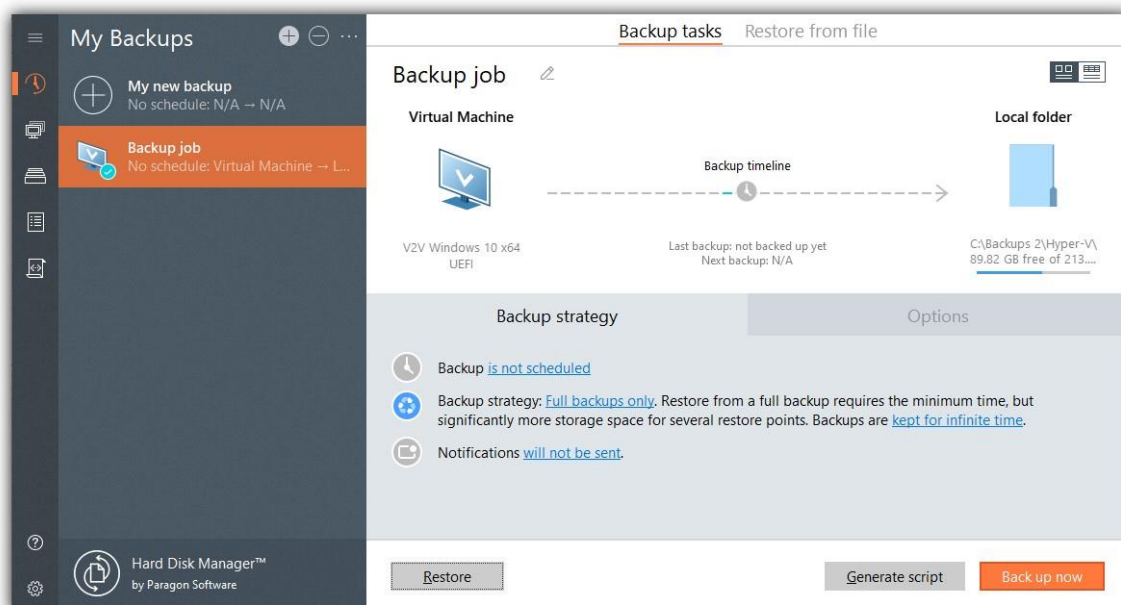 My Backups
My new backup
No schedule: N/A → N/A
Backup job
No schedule: Virtual Machine → L...
Hard Disk Manager™
by Paragon Software
Backup tasks Restore from file
Backup job
Virtual Machine
Local folder
Backup timeline
V2V Windows 10 x64
UEFI
Last backup: not backed up yet
Next backup: N/A
C:\Backups 2\Hyper-V\
89.82 GB free of 213....
Backup strategy
Options
Backup is not scheduled
Backup strategy: Full backups only. Restore from a full backup requires the minimum time, but
significantly more storage space for several restore points. Backups are kept for infinite time.
Notifications will not be sent.
Restore
Generate script
Back up now